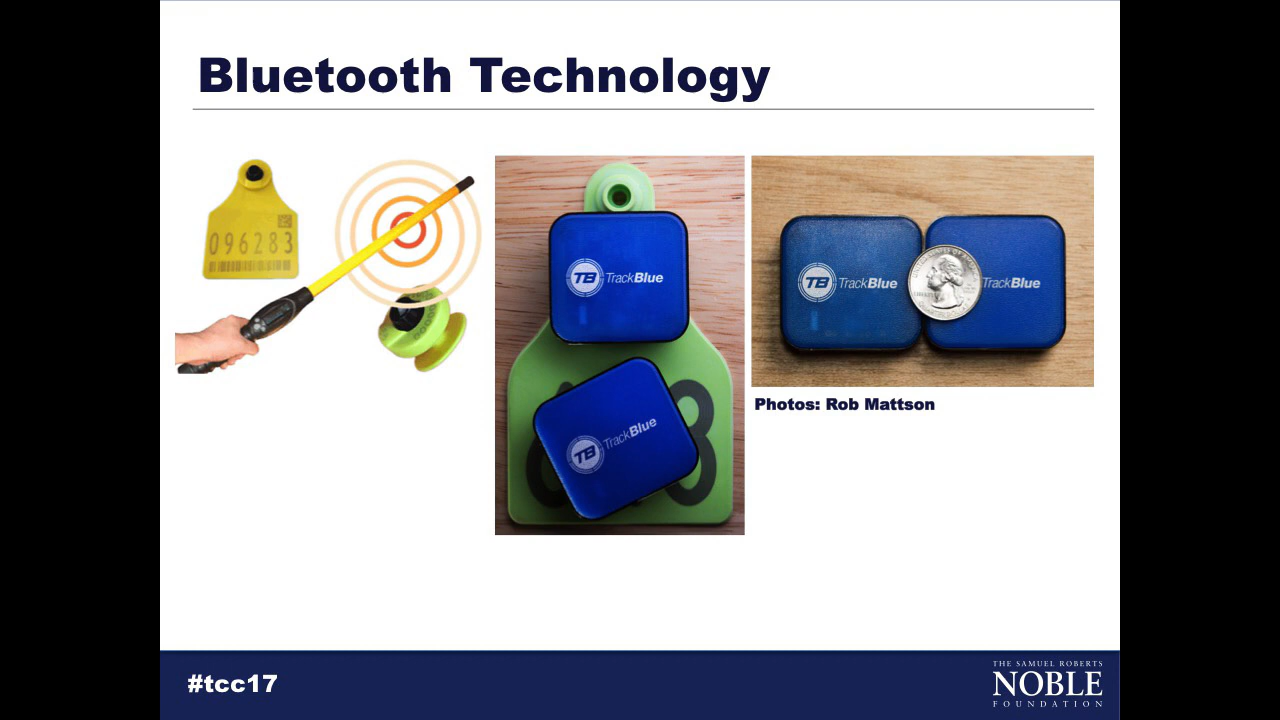 Bluetooth Technology
096283
TB TrackBlue
TB TrackBlue
TB TrackBlue
TrackBlue
Photos: Rob Mattson
#tcc17
THE SAMUEL ROBERTS
NOBLE
FOUNDATION